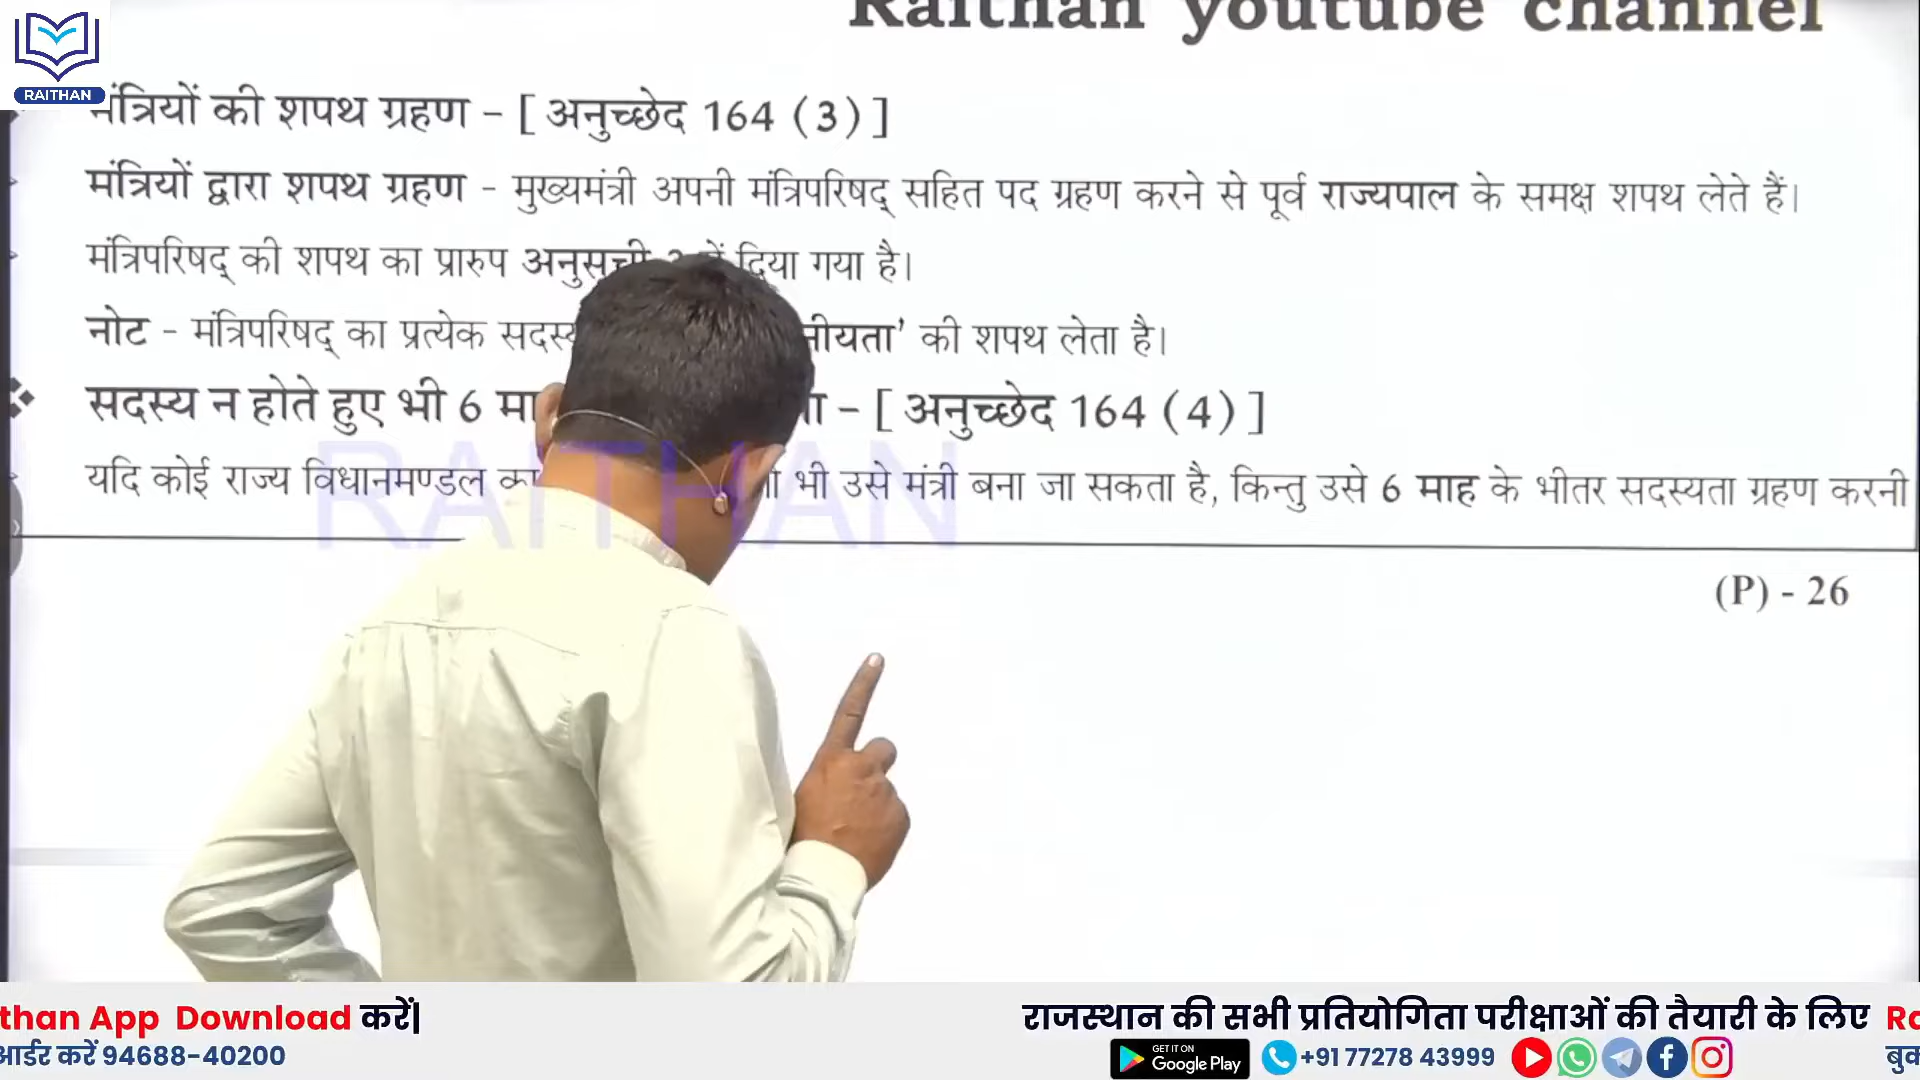 Raithan youtube channel
RAITHAN
मंत्रियों की शपथ ग्रहण – [ अनुच्छेद 164 (3) ]
मंत्रियों द्वारा शपथ ग्रहण - मुख्यमंत्री अपनी मंत्रिपरिषद् सहित पद ग्रहण करने से पूर्व राज्यपाल के समक्ष शपथ लेते हैं।
मंत्रिपरिषद् की शपथ का प्रारुप अनुसूची में दिया गया है।
नोट - मंत्रिपरिषद् का प्रत्येक सदस्य की शपथ लेता है।
सदस्य न होते हुए भी 6 – [ अनुच्छेद 164 (4) ]
RAITHAN
यदि कोई राज्य विधानमण्डल का भी उसे मंत्री बना जा सकता है, किन्तु उसे 6 माह के भीतर सदस्यता ग्रहण करनी
(P) - 26
App Download करें|
राजस्थान की सभी प्रतियोगिता परीक्षाओं की तैयारी के लिए
आर्डर करें 94688-40200
GET IT ON
Google Play
+91 77278 43999